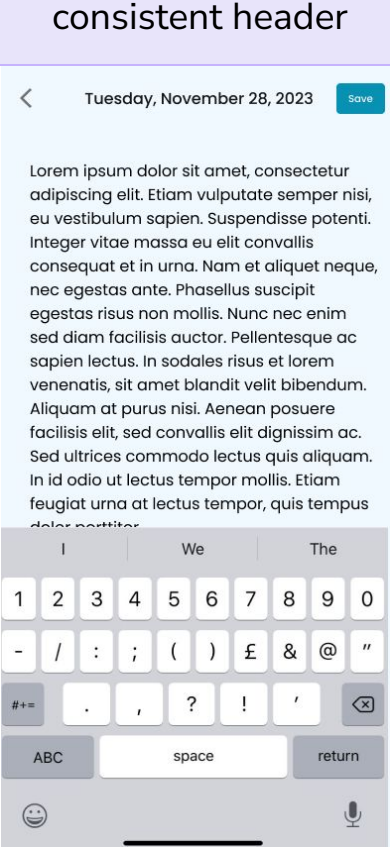 consistent header
Tuesday, November 28, 2023
Save
Lorem ipsum dolor sit amet, consectetur
adipiscing elit. Etiam vulputate semper nisi,
eu vestibulum sapien. Suspendisse potenti.
Integer vitae massa eu elit convallis
consequat et in urna. Nam et aliquet neque,
nec egestas ante. Phasellus suscipit
egestas risus non mollis. Nunc nec enim
sed diam facilisis auctor. Pellentesque ac
sapien lectus. In sodales risus et lorem
venenatis, sit amet blandit velit bibendum.
Aliquam at purus nisi. Aenean posuere
facilisis elit, sed convallis elit dignissim ac.
Sed ultrices commodo lectus quis aliquam.
In id odio ut lectus tempor mollis. Etiam
feugiat urna at lectus tempor, quis tempus
dolor porttitor
I We The
1 2 3 4 5 6 7 8 9 0
- / : ; ( ) £ & @ "
#+= . , ? ! '
ABC space return